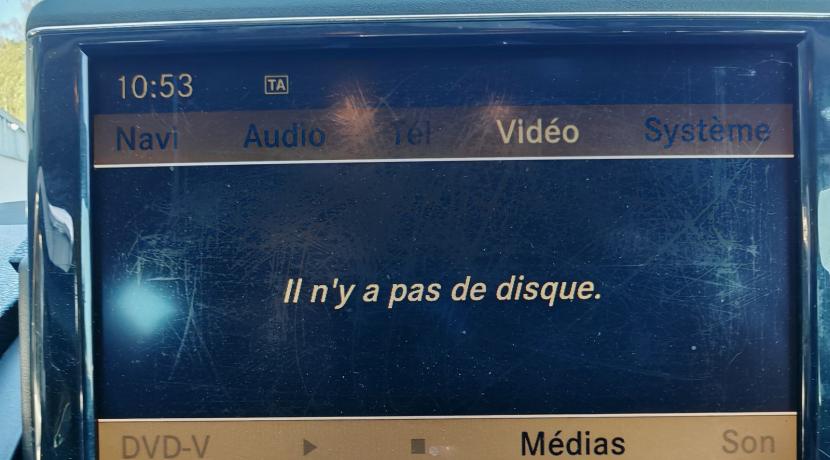 10:53 TA
Navi Audio Tél Vidéo Système
Il n'y a pas de disque.
DVD-V Médias Son